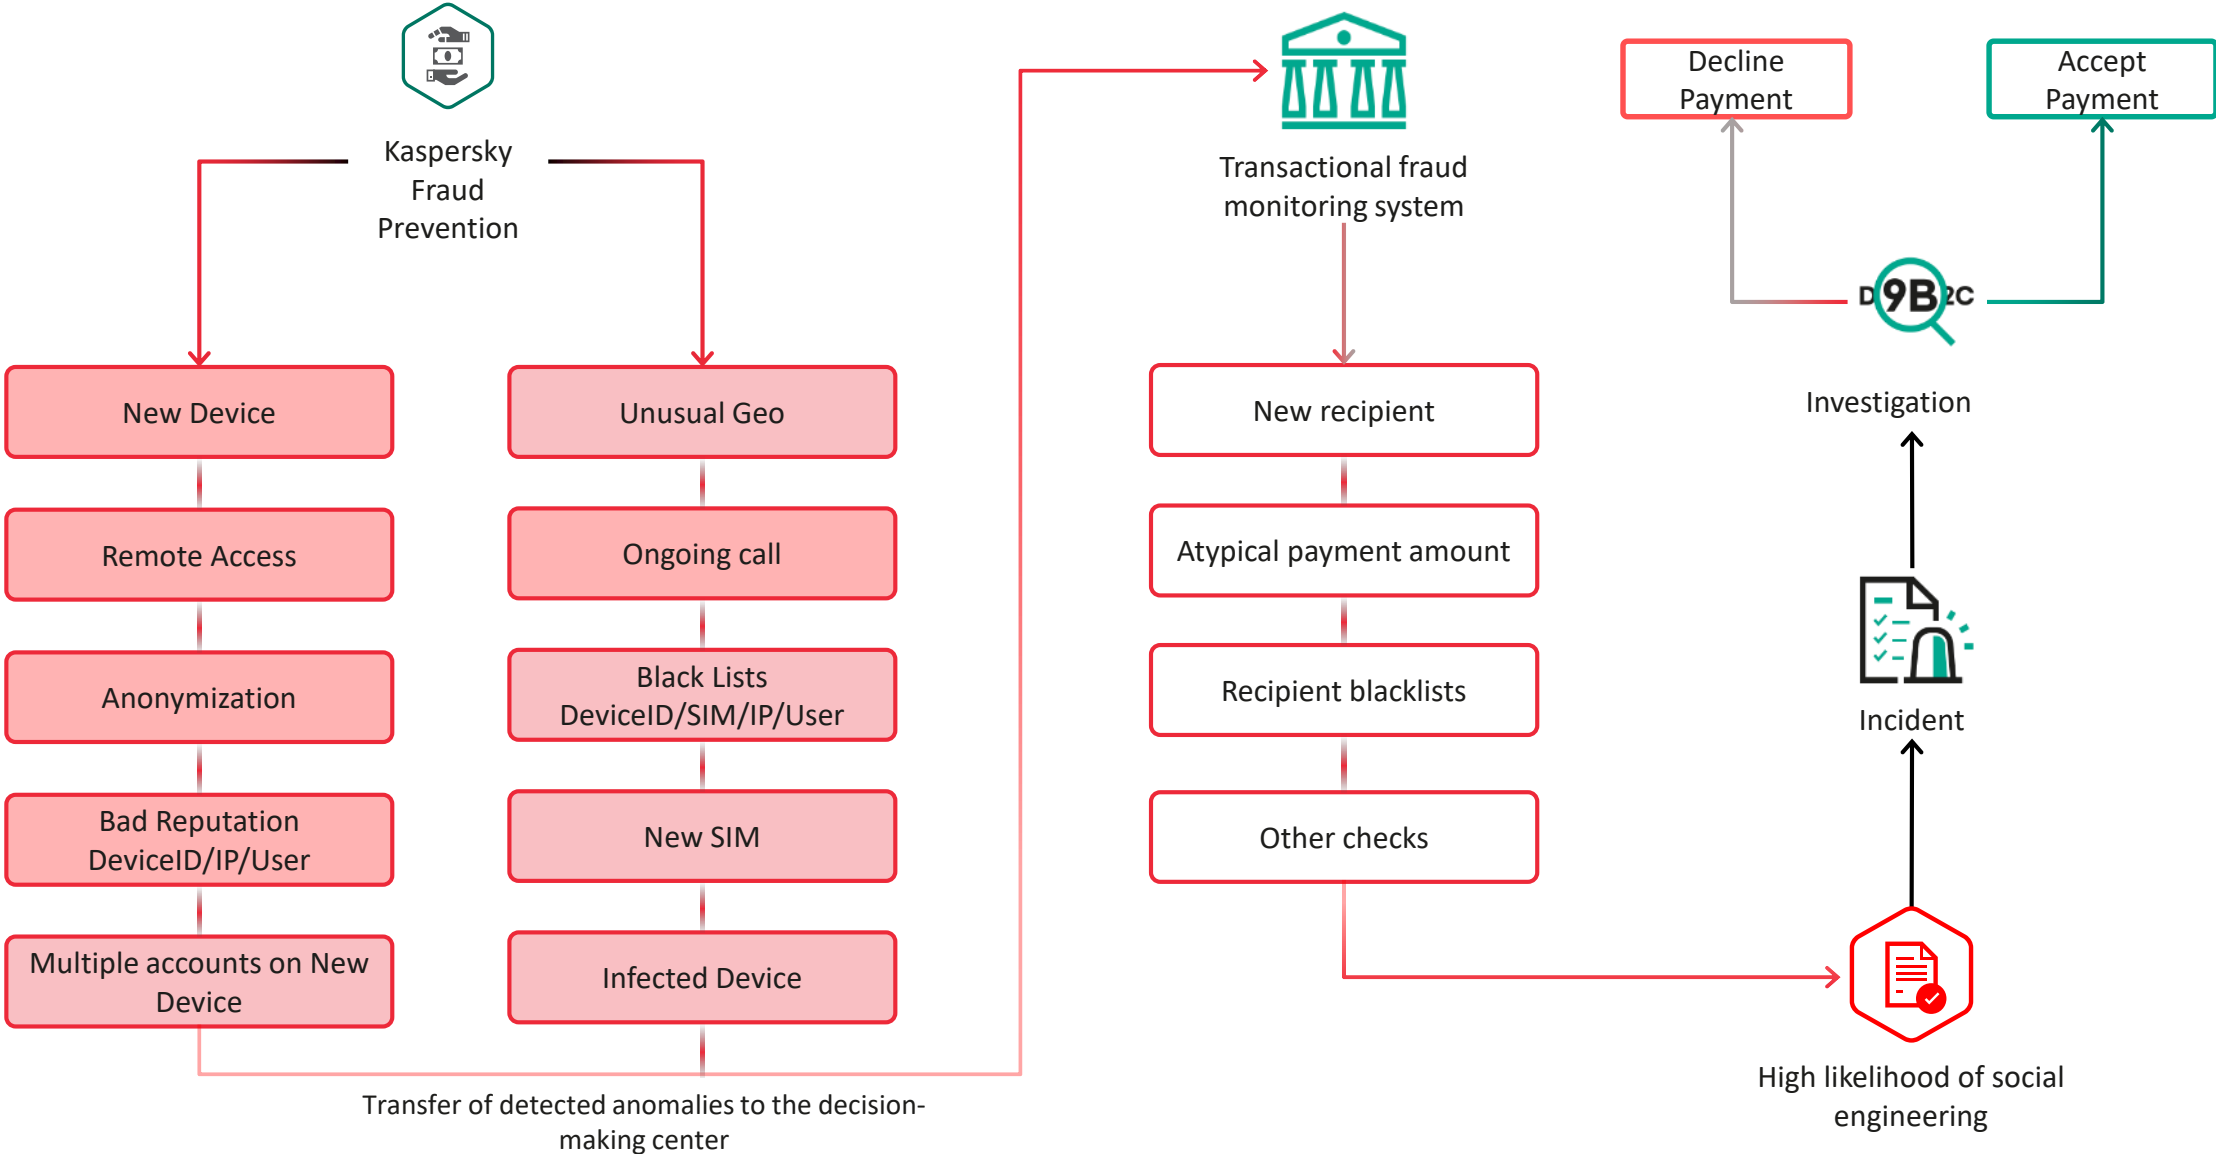 Kaspersky
Fraud
Prevention
New Device
Remote Access
Anonymization
Bad Reputation
DeviceID/IP/User
Multiple accounts on New
Device
Unusual Geo
Ongoing call
Black Lists
DeviceID/SIM/IP/User
New SIM
Infected Device
Transfer of detected anomalies to the decision-
making center
Transactional fraud
monitoring system
New recipient
Atypical payment amount
Recipient blacklists
Other checks
High likelihood of social
engineering
Incident
Investigation
D 9B 2C
Decline
Payment
Accept
Payment